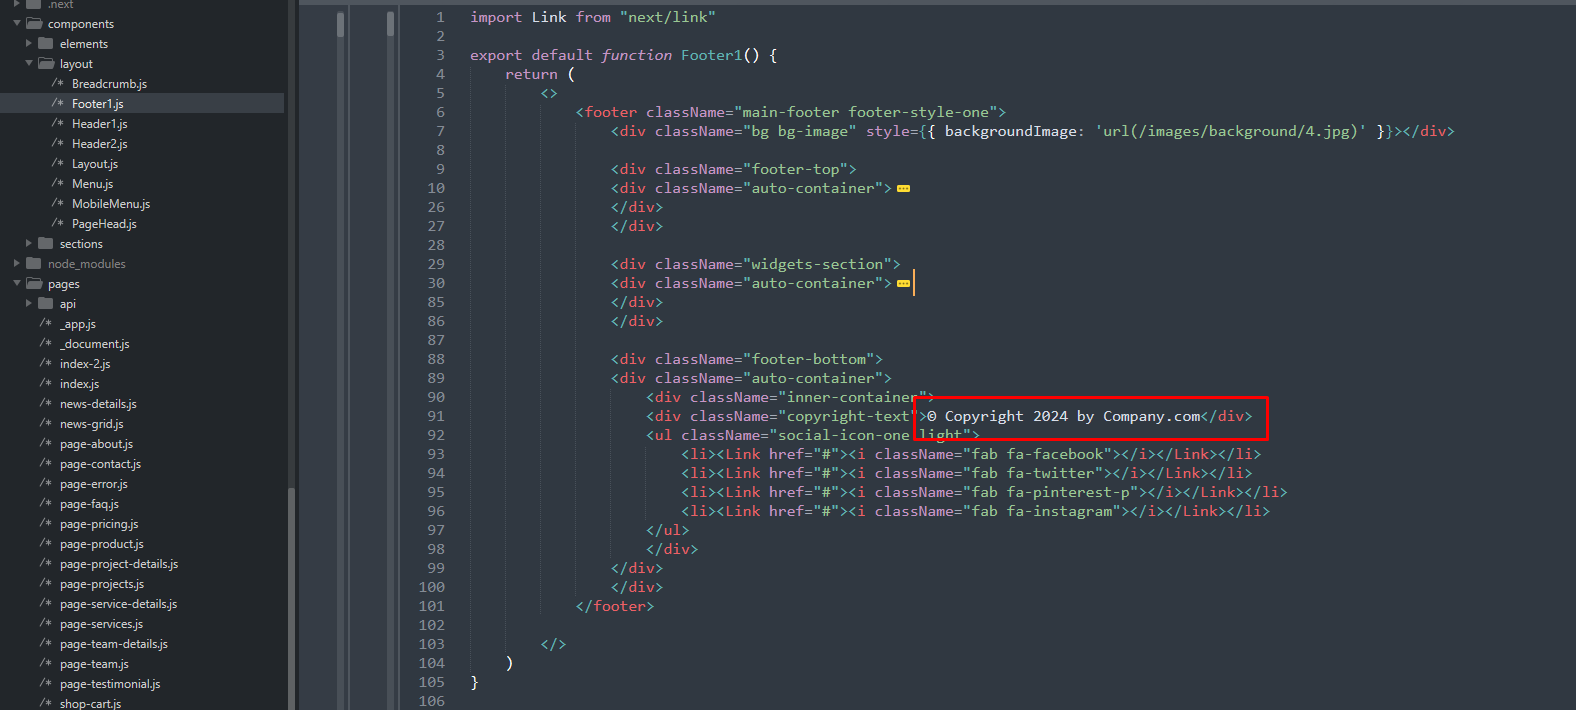 .next
components
elements
layout
/* Breadcrumb.js
/* Footer1.js
/* Header1.js
/* Header2.js
/* Layout.js
/* Menu.js
/* MobileMenu.js
/* PageHead.js
sections
node_modules
pages
api
/* _app.js
/* _document.js
/* index-2.js
/* index.js
/* news-details.js
/* news-grid.js
/* page-about.js
/* page-contact.js
/* page-error.js
/* page-faq.js
/* page-pricing.js
/* page-product.js
/* page-project-details.js
/* page-projects.js
/* page-service-details.js
/* page-services.js
/* page-team-details.js
/* page-team.js
/* page-testimonial.js
/* shop-cart.js
1 import Link from "next/link"
2
3 export default function Footer1() {
4 return (
5 <>
6 <footer className="main-footer footer-style-one">
7 <div className="bg bg-image" style={{ backgroundImage: 'url(/images/background/4.jpg)' }}></div>
8
9 <div className="footer-top">
10 <div className="auto-container">
26 </div>
27 </div>
28
29 <div className="widgets-section">
30 <div className="auto-container">
85 </div>
86 </div>
87
88 <div className="footer-bottom">
89 <div className="auto-container">
90 <div className="inner-container">
91 <div className="copyright-text">© Copyright 2024 by Company.com</div>
92 <ul className="social-icon-one light">
93 <li><Link href="#"><i className="fab fa-facebook"></i></Link></li>
94 <li><Link href="#"><i className="fab fa-twitter"></i></Link></li>
95 <li><Link href="#"><i className="fab fa-pinterest-p"></i></Link></li>
96 <li><Link href="#"><i className="fab fa-instagram"></i></Link></li>
97 </ul>
98 </div>
99 </div>
100 </div>
101 </footer>
102
103 </>
104 )
105 }
106